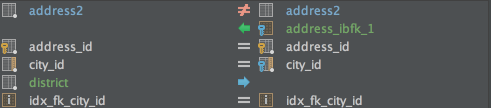 address2 address2
address_ibfk_1
address_id address_id
city_id city_id
district
idx_fk_city_id idx_fk_city_id